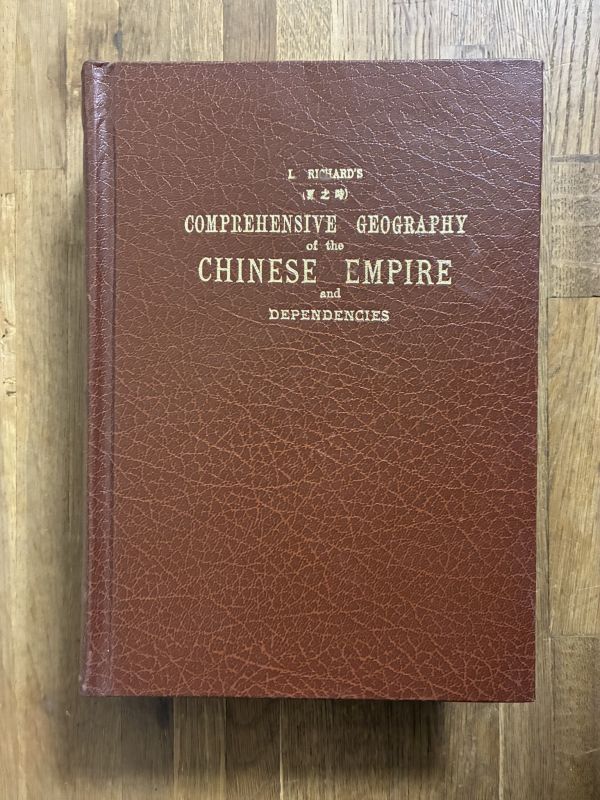 L RICHARD'S
(夏之時)
COMPREHENSIVE GEOGRAPHY
of the
CHINESE EMPIRE
and
DEPENDENCIES